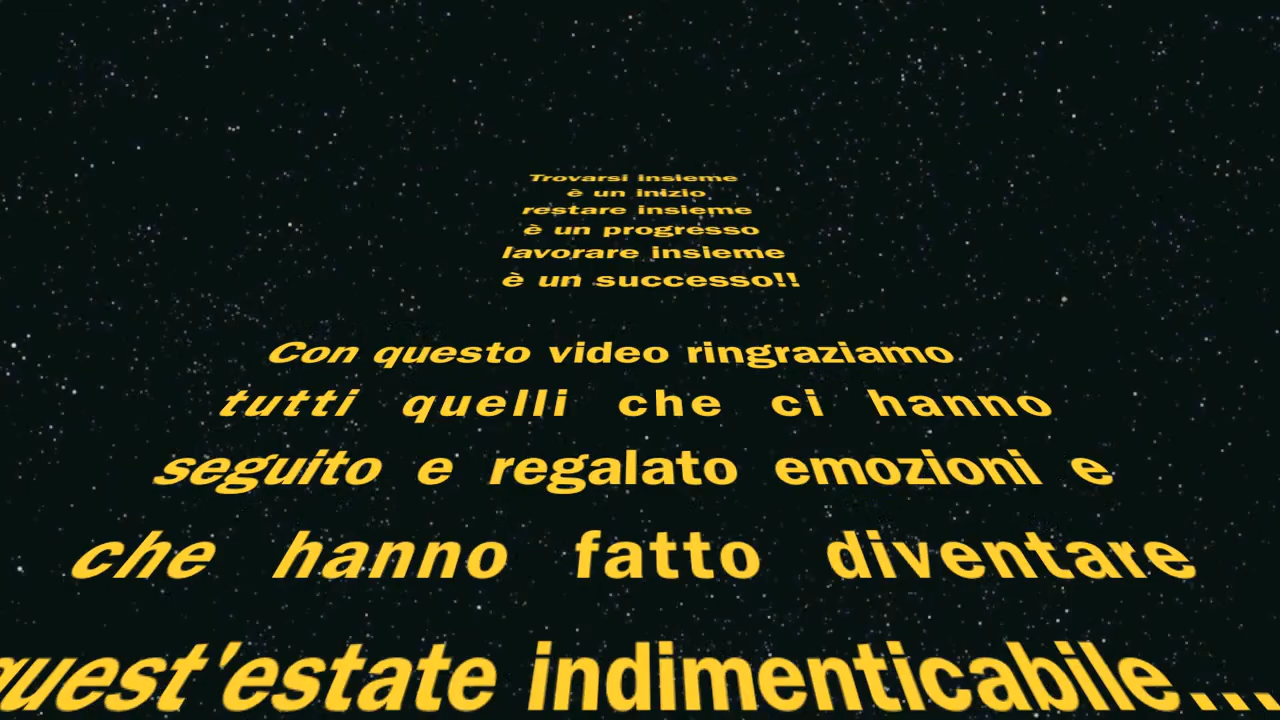 Trovarsi insieme
è un inizio
restare insieme
è un progresso
lavorare insieme
è un successo!!
Con questo video ringraziamo
tutti quelli che ci hanno
seguito e regalato emozioni e
che hanno fatto diventare
quest'estate indimenticabile...